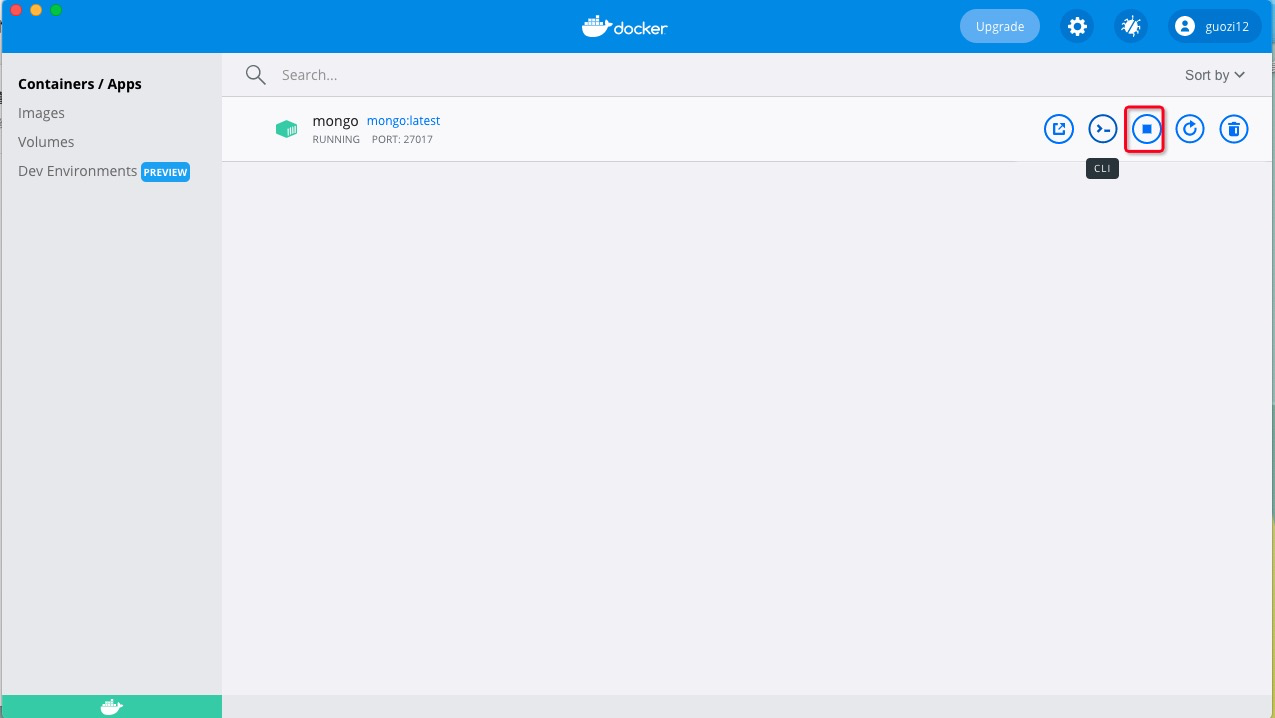 docker
Upgrade
guozi12
Containers / Apps
Images
Volumes
Dev Environments PREVIEW
Search...
Sort by
mongo mongo:latest
RUNNING PORT: 27017
CLI